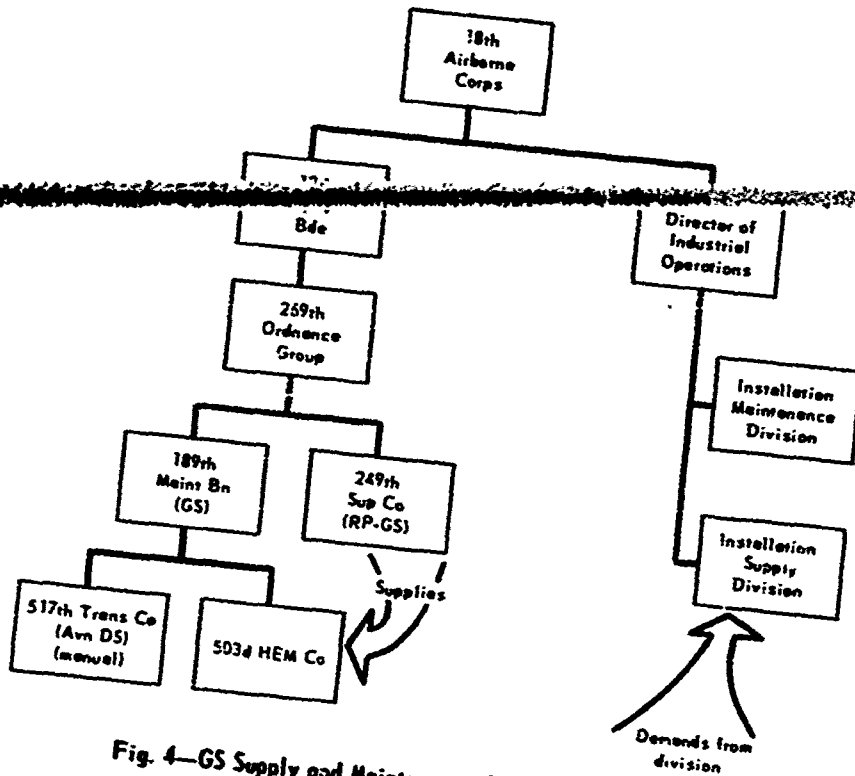 18th
Airborne
Corps
Bde
Director of
Industrial
Operations
269th
Ordnance
Group
Installation
Maintenance
Division
189th
Maint Bn
(GS)
249th
Sup Co
(RP-GS)
Installation
Supply
Division
Supplies
517th Trans Co
(Avn DS)
(manual)
503d HEM Co
Demands from
division
Fig. 4—GS Supply and